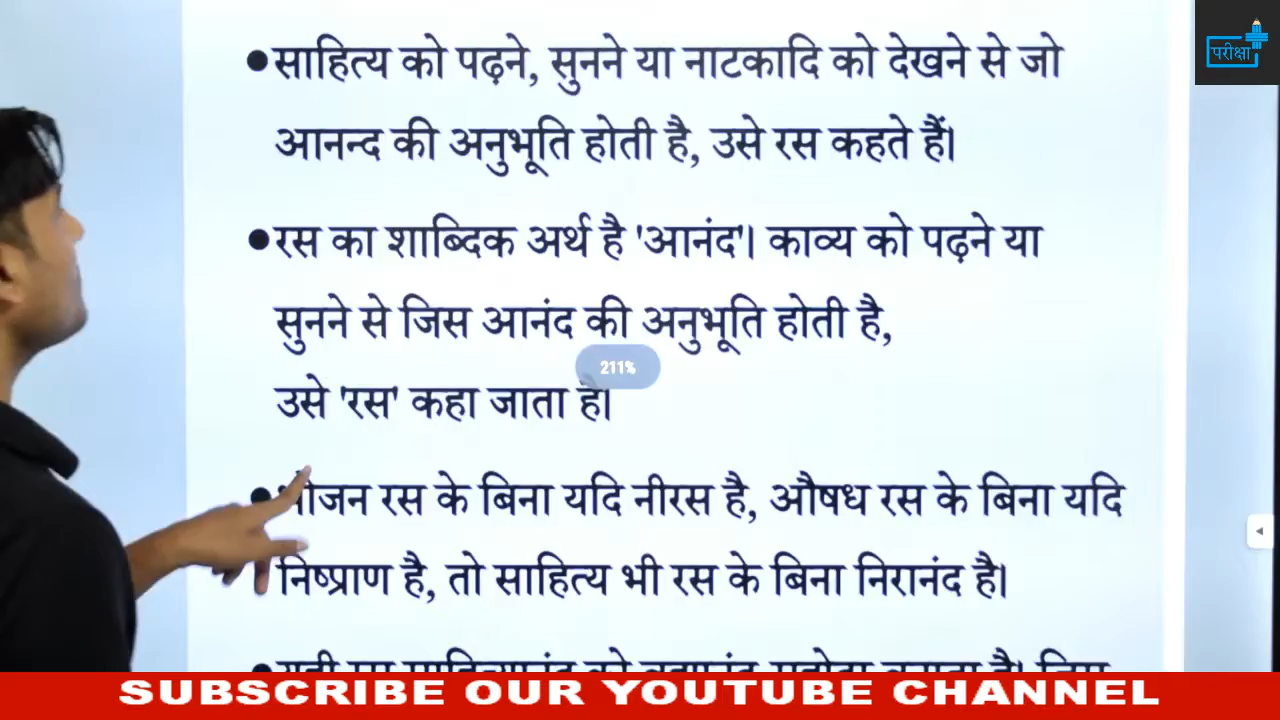 परीक्षा
•साहित्य को पढ़ने, सुनने या नाटकादि को देखने से जो
आनन्द की अनुभूति होती है, उसे रस कहते हैं।
•रस का शाब्दिक अर्थ है 'आनंद'। काव्य को पढ़ने या
सुनने से जिस आनंद की अनुभूति होती है,
211%
उसे 'रस' कहा जाता है।
•भोजन रस के बिना यदि नीरस है, औषध रस के बिना यदि
निष्प्राण है, तो साहित्य भी रस के बिना निरानंद है।
SUBSCRIBE OUR YOUTUBE CHANNEL